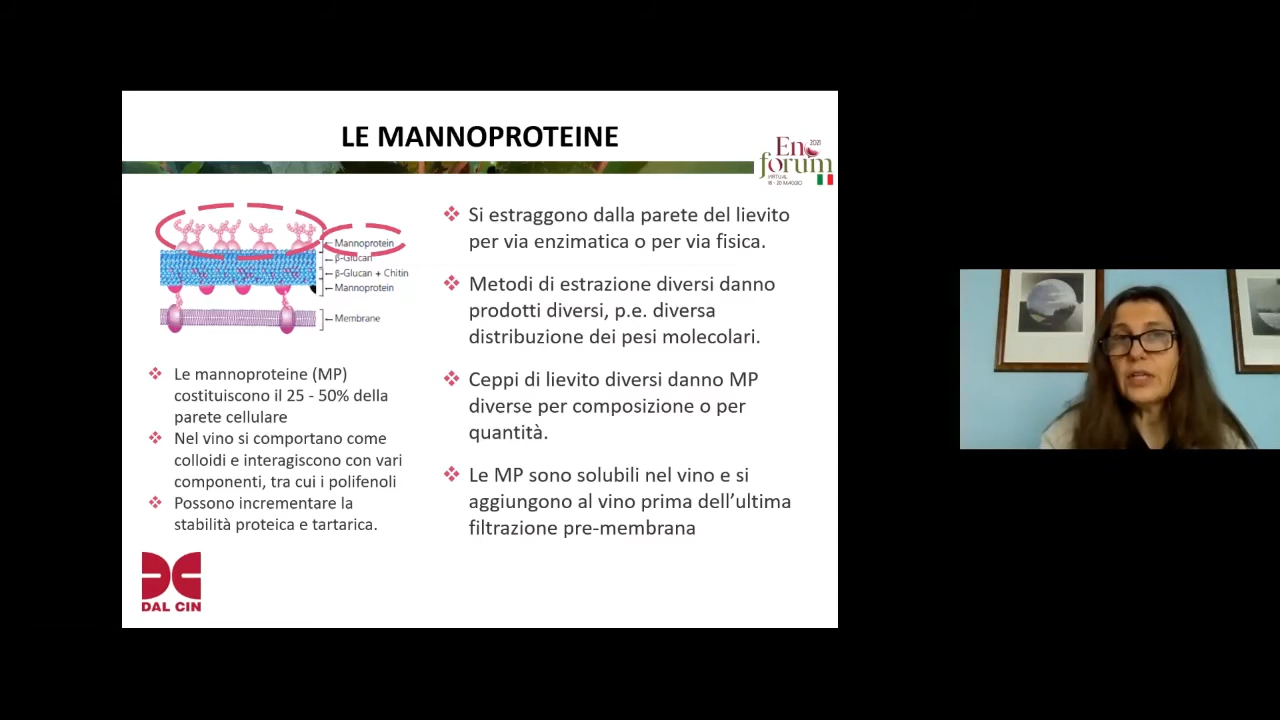 LE MANNOPROTEINE
2021
En
forum
VIRTUAL
18 - 20 MAGGIO
Mannoprotein
β-Glucan
β-Glucan + Chitin
Mannoprotein
Membrane
Le mannoproteine (MP)
costituiscono il 25 - 50% della
parete cellulare
Nel vino si comportano come
colloidi e interagiscono con vari
componenti, tra cui i polifenoli
Possono incrementare la
stabilità proteica e tartarica.
Si estraggono dalla parete del lievito
per via enzimatica o per via fisica.
Metodi di estrazione diversi danno
prodotti diversi, p.e. diversa
distribuzione dei pesi molecolari.
Ceppi di lievito diversi danno MP
diverse per composizione o per
quantità.
Le MP sono solubili nel vino e si
aggiungono al vino prima dell’ultima
filtrazione pre-membrana
DAL CIN